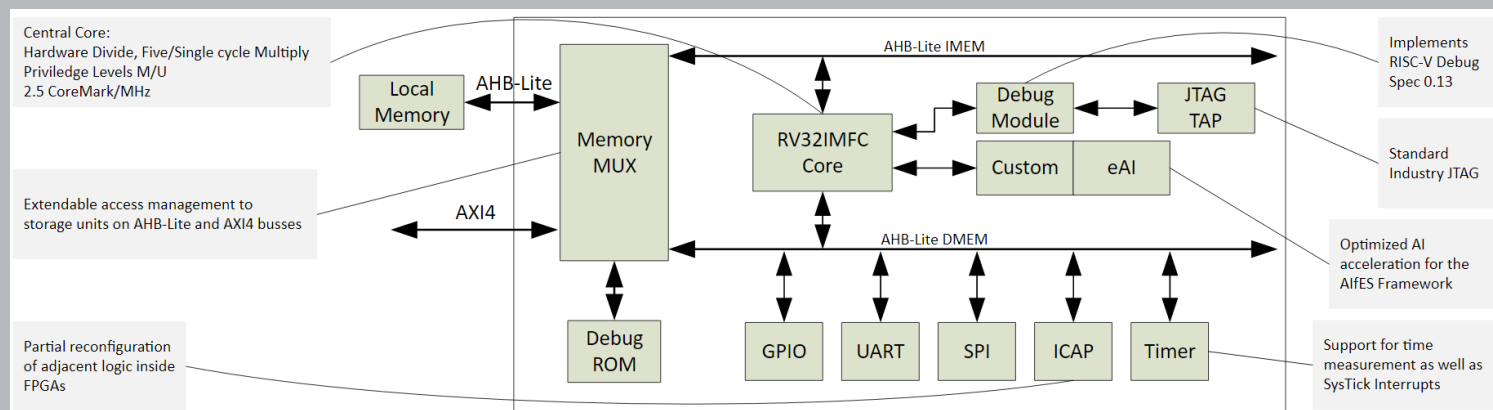 Central Core:
Hardware Divide, Five/Single cycle Multiply
Priviledge Levels M/U
2.5 CoreMark/MHz
Extendable access management to
storage units on AHB-Lite and AXI4 busses
Partial reconfiguration
of adjacent logic inside
FPGAs
Local
Memory
AHB-Lite
AXI4
Memory
MUX
Debug
ROM
AHB-Lite IMEM
RV32IMFC
Core
Debug
Module
JTAG
TAP
Custom
eAI
AHB-Lite DMEM
GPIO
UART
SPI
ICAP
Timer
Implements
RISC-V Debug
Spec 0.13
Standard
Industry JTAG
Optimized AI
acceleration for the
AIfES Framework
Support for time
measurement as well as
SysTick Interrupts